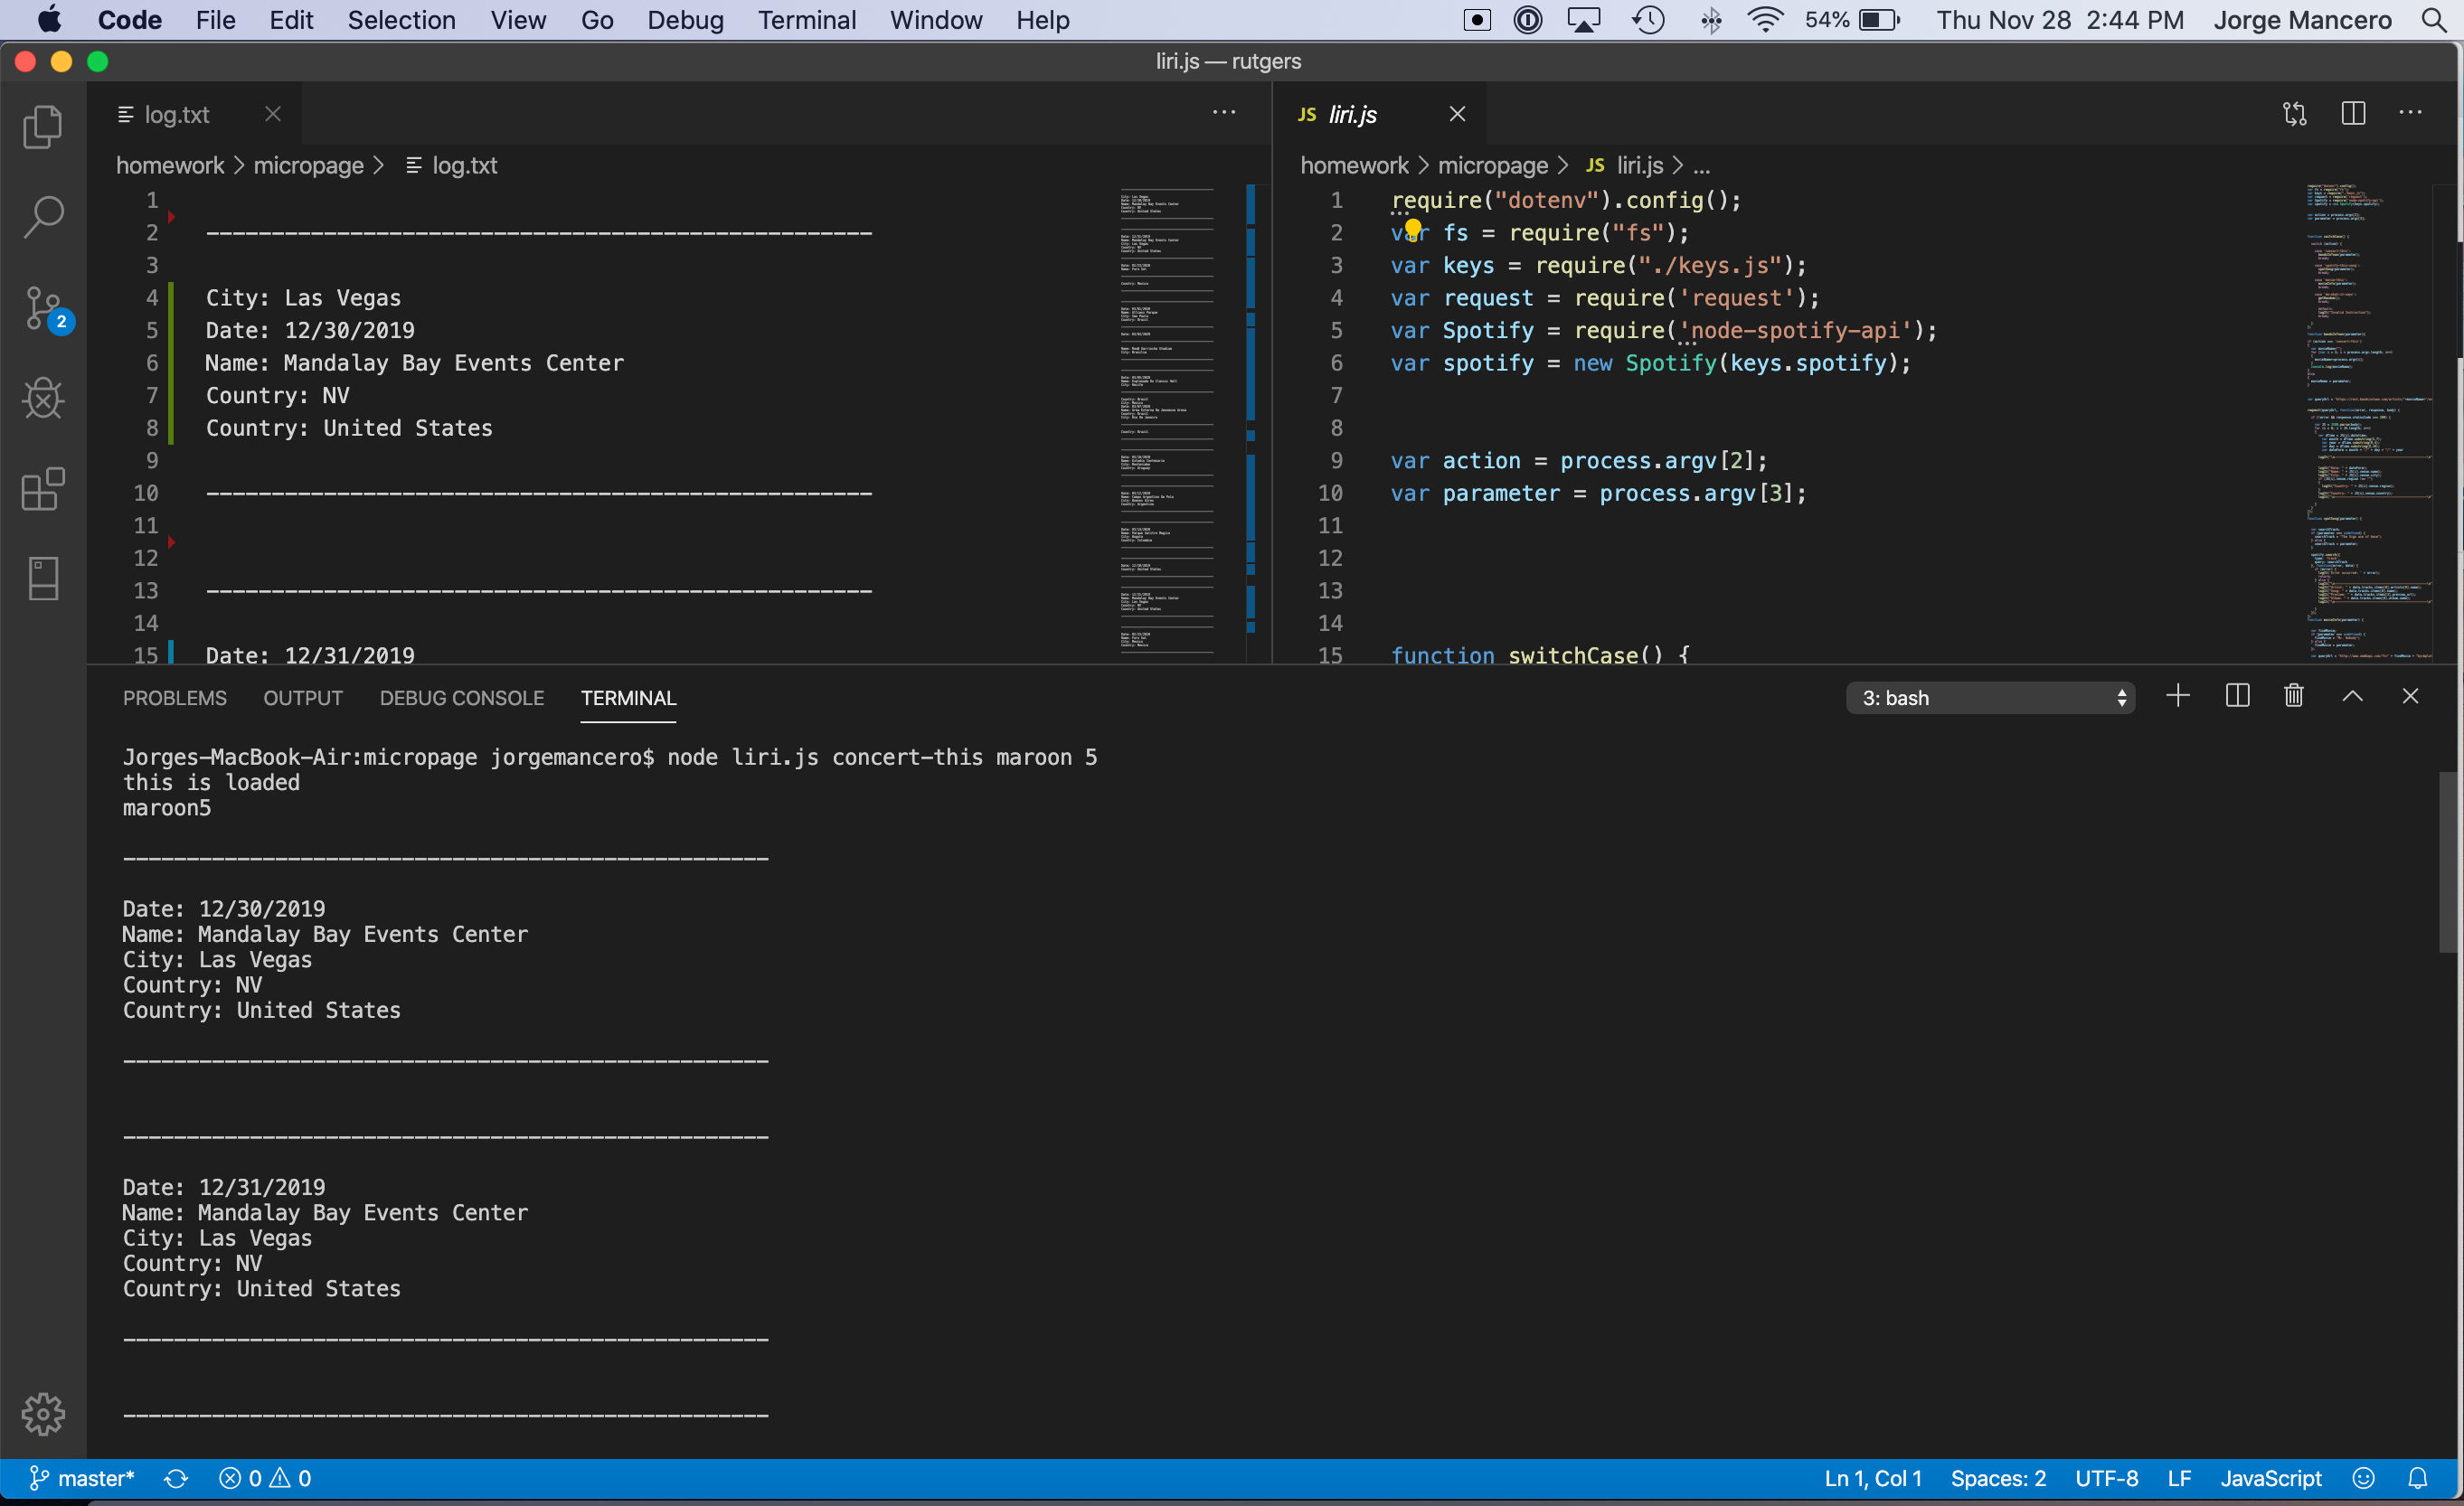 Code File Edit Selection View Go Debug Terminal Window Help 54% Thu Nov 28 2:44 PM Jorge Mancero
liri.js — rutgers
log.txt
homework > micropage > log.txt
1
2 ---------------------------------------------------
3
4 City: Las Vegas
5 Date: 12/30/2019
6 Name: Mandalay Bay Events Center
7 Country: NV
8 Country: United States
9
10 ---------------------------------------------------
11
12
13 ---------------------------------------------------
14
15 Date: 12/31/2019
JS liri.js
homework > micropage > JS liri.js > ...
1 require("dotenv").config();
2 var fs = require("fs");
3 var keys = require("./keys.js");
4 var request = require('request');
5 var Spotify = require('node-spotify-api');
6 var spotify = new Spotify(keys.spotify);
7
8
9 var action = process.argv[2];
10 var parameter = process.argv[3];
11
12
13
14
15 function switchCase() {
2
PROBLEMS OUTPUT DEBUG CONSOLE TERMINAL 3: bash
Jorges-MacBook-Air:micropage jorgemancero$ node liri.js concert-this maroon 5
this is loaded
maroon5
---------------------------------------------------
Date: 12/30/2019
Name: Mandalay Bay Events Center
City: Las Vegas
Country: NV
Country: United States
---------------------------------------------------
---------------------------------------------------
Date: 12/31/2019
Name: Mandalay Bay Events Center
City: Las Vegas
Country: NV
Country: United States
---------------------------------------------------
---------------------------------------------------
master* 0 0 Ln 1, Col 1 Spaces: 2 UTF-8 LF JavaScript